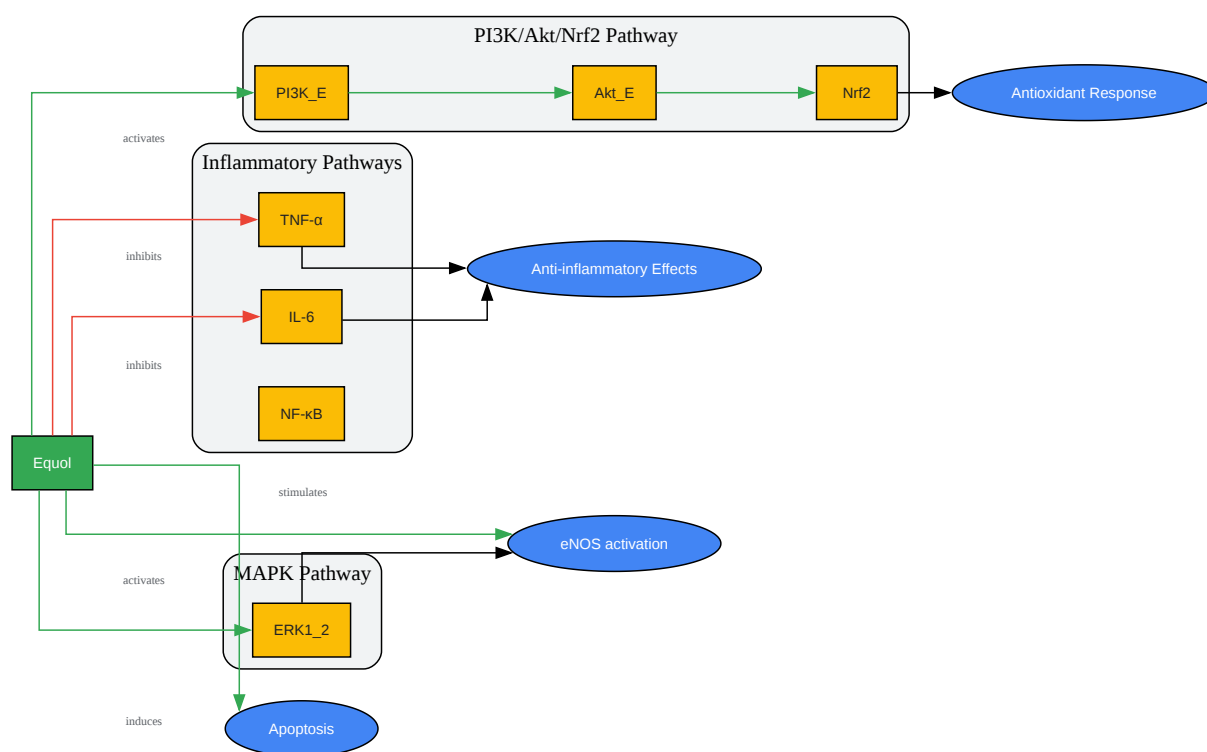 PI3K/Akt/Nrf2 Pathway
PI3K_E
Akt_E
Nrf2
Antioxidant Response
activates
Inflammatory Pathways
TNF-α
inhibits
Anti-inflammatory Effects
IL-6
inhibits
NF-κB
Equol
stimulates
eNOS activation
MAPK Pathway
activates
ERK1_2
induces
Apoptosis